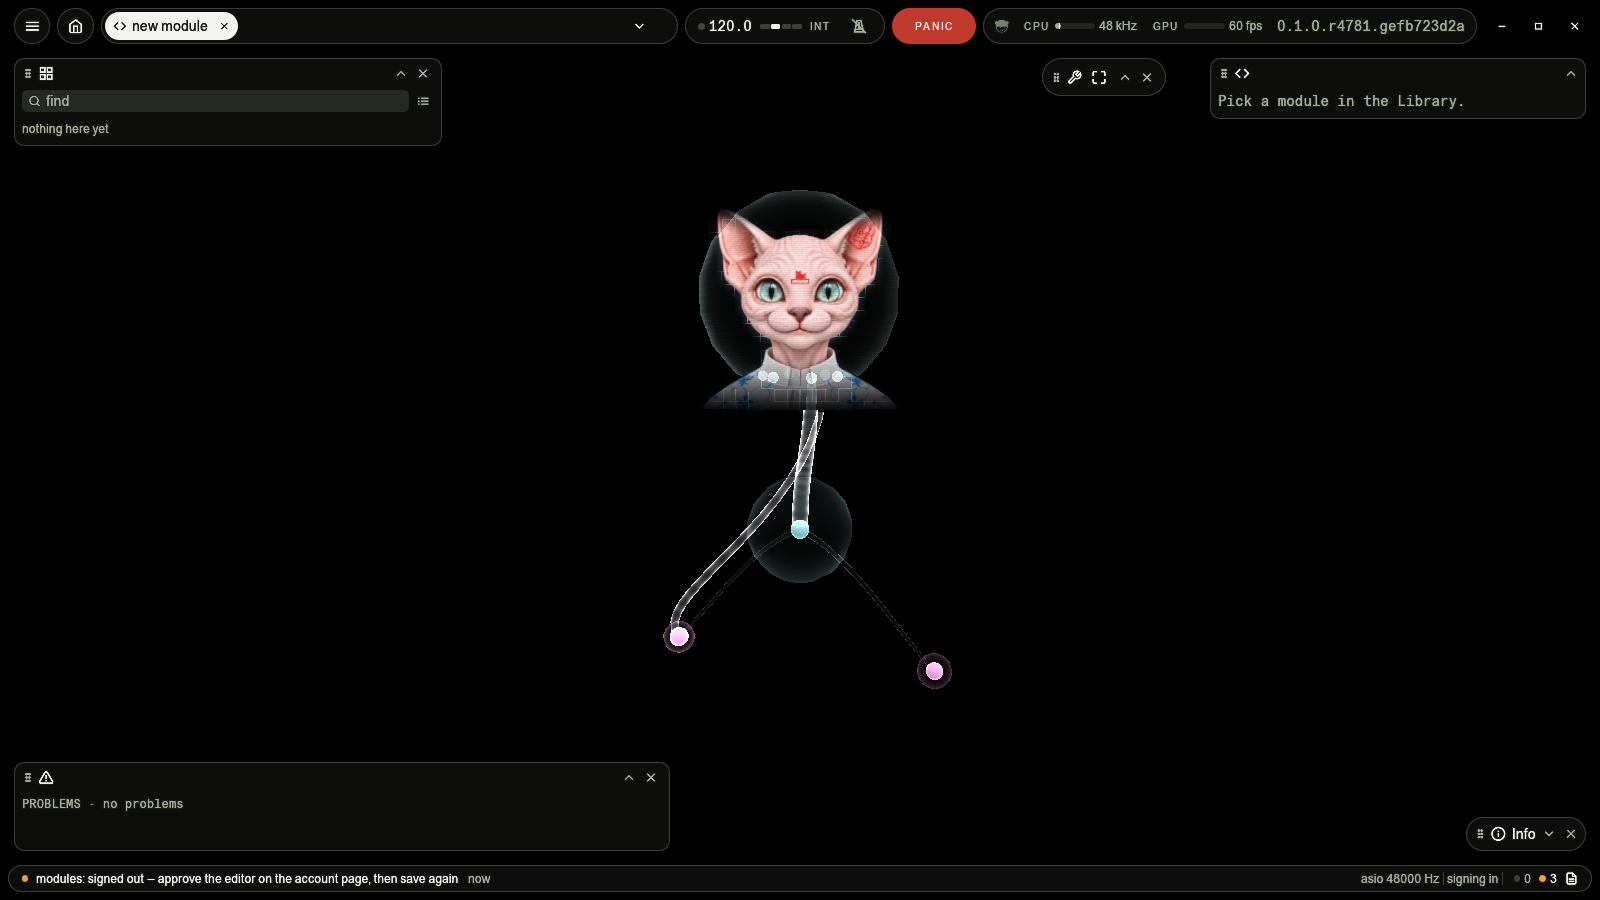 new module
120.0
INT
PANIC
CPU
48 kHz
GPU
60 fps
0.1.0.r4781.gefb723d2a
find
nothing here yet
Pick a module in the Library.
PROBLEMS - no problems
Info
modules: signed out – approve the editor on the account page, then save again now
asio 48000 Hz
signing in
0
3